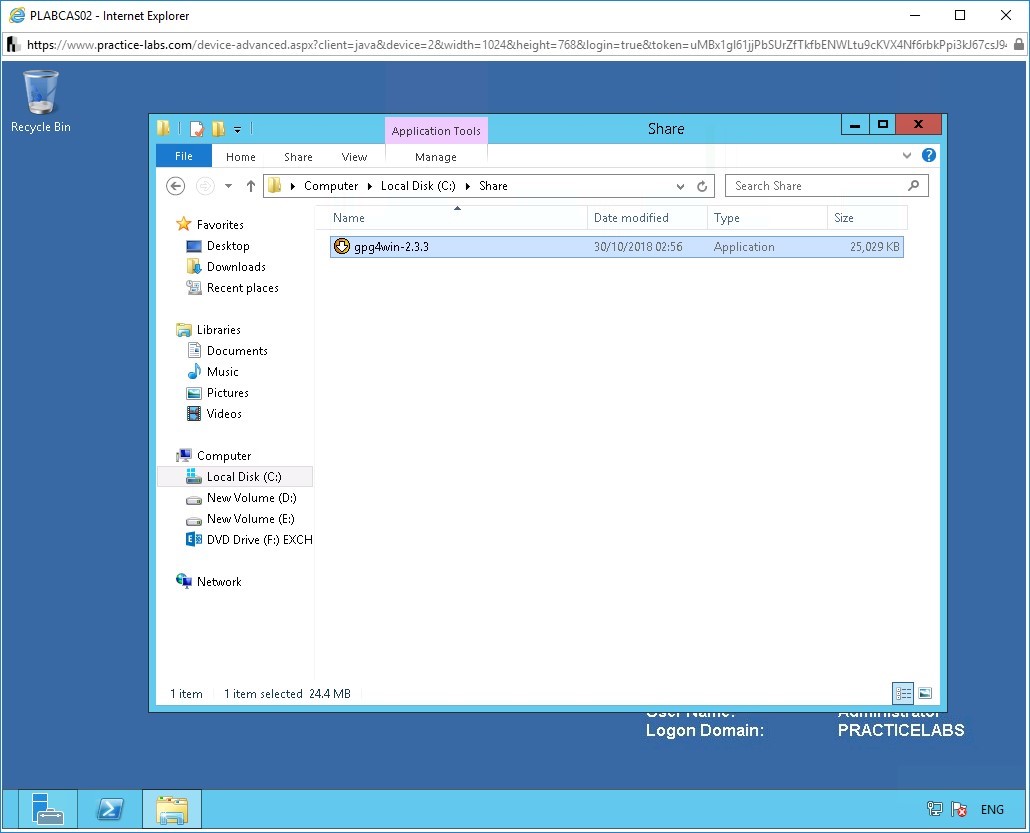 PLABCAS02 - Internet Explorer
https://www.practice-labs.com/device-advanced.aspx?client=java&device=2&width=1024&height=768&login=true&token=uMBx1gl61jjPbSUrZfTkfbENWLtu9cKVX4Nf6rbkPpi3kJ67csJ9
Recycle Bin
Application Tools
Share
File Home Share View Manage
Computer Local Disk (C:) Share
Search Share
Name Date modified Type Size
gpg4win-2.3.3 30/10/2018 02:56 Application 25,029 KB
Favorites
Desktop
Downloads
Recent places
Libraries
Documents
Music
Pictures
Videos
Computer
Local Disk (C:)
New Volume (D:)
New Volume (E:)
DVD Drive (F:) EXCH
Network
1 item 1 item selected 24.4 MB
User Name: Administrator
Logon Domain: PRACTICELABS
ENG